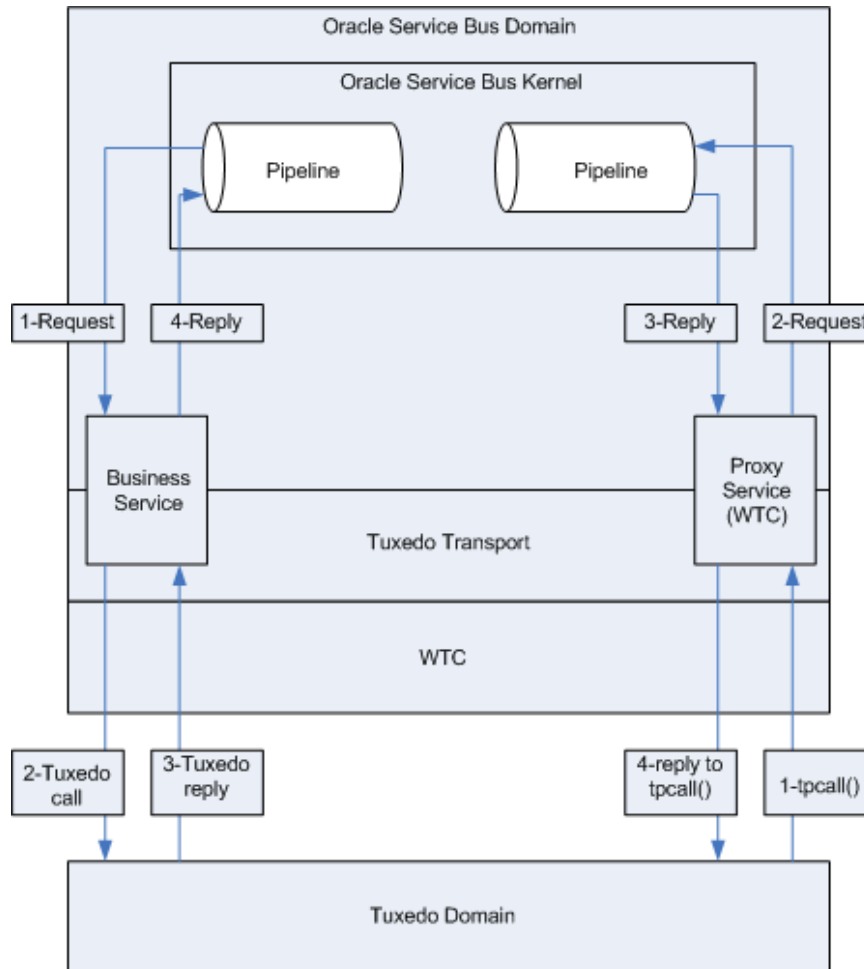 Oracle Service Bus Domain
Oracle Service Bus Kernel
Pipeline
Pipeline
1-Request
4-Reply
3-Reply
2-Request
Business
Service
Proxy
Service
(WTC)
Tuxedo Transport
WTC
2-Tuxedo
call
3-Tuxedo
reply
4-reply to
tpcall()
1-tpcall()
Tuxedo Domain